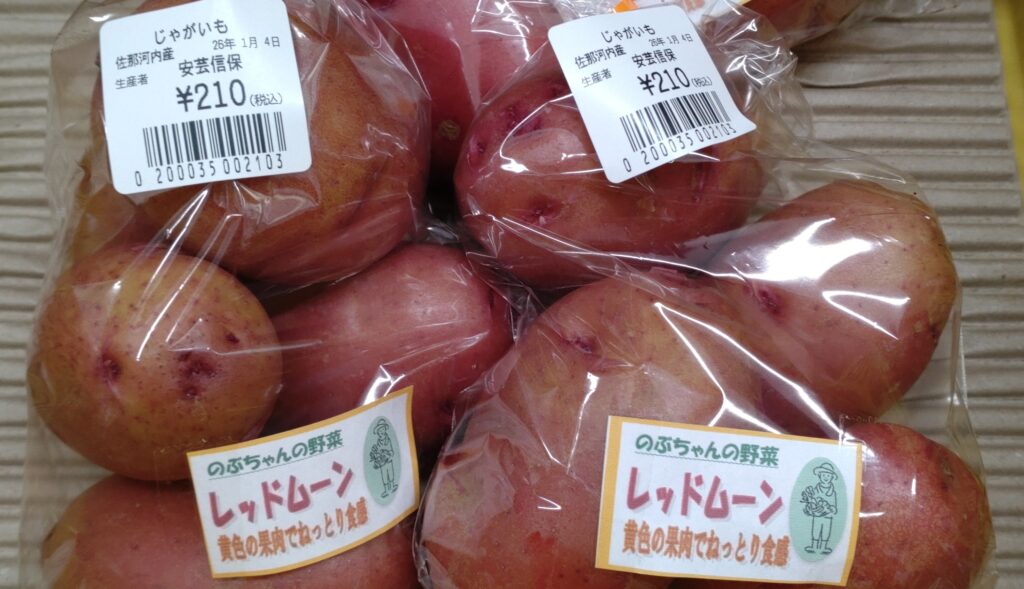 じゃがいも
佐那河内産 26年 1月 4日
生産者 安芸信保
¥210(税込)
0 200035 002103
じゃがいも
佐那河内産 26年 1月 4日
生産者 安芸信保
¥210(税込)
0 200035 002103
のぶちゃんの野菜
レッドムーン
黄色の果肉でねっとり食感
のぶちゃんの野菜
レッドムーン
黄色の果肉でねっとり食感